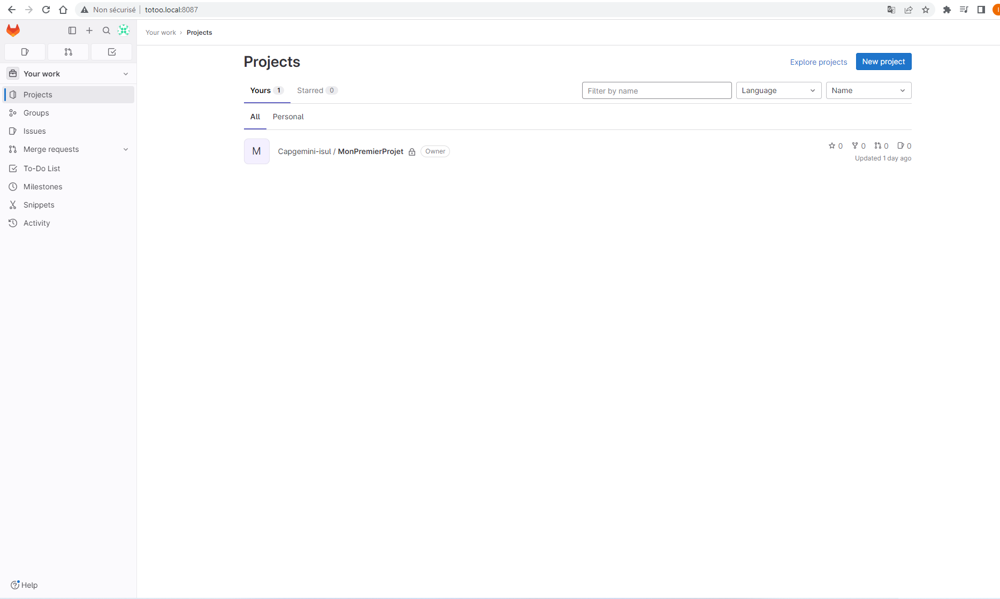 Non sécurisé totoo.local:8087
Your work › Projects
Your work
Projects
Groups
Issues
Merge requests
To-Do List
Milestones
Snippets
Activity
Help
Projects
Explore projects New project
Yours 1 Starred 0
Filter by name Language Name
All Personal
M Capgemini-isul / MonPremierProjet Owner
0 0 0 0
Updated 1 day ago